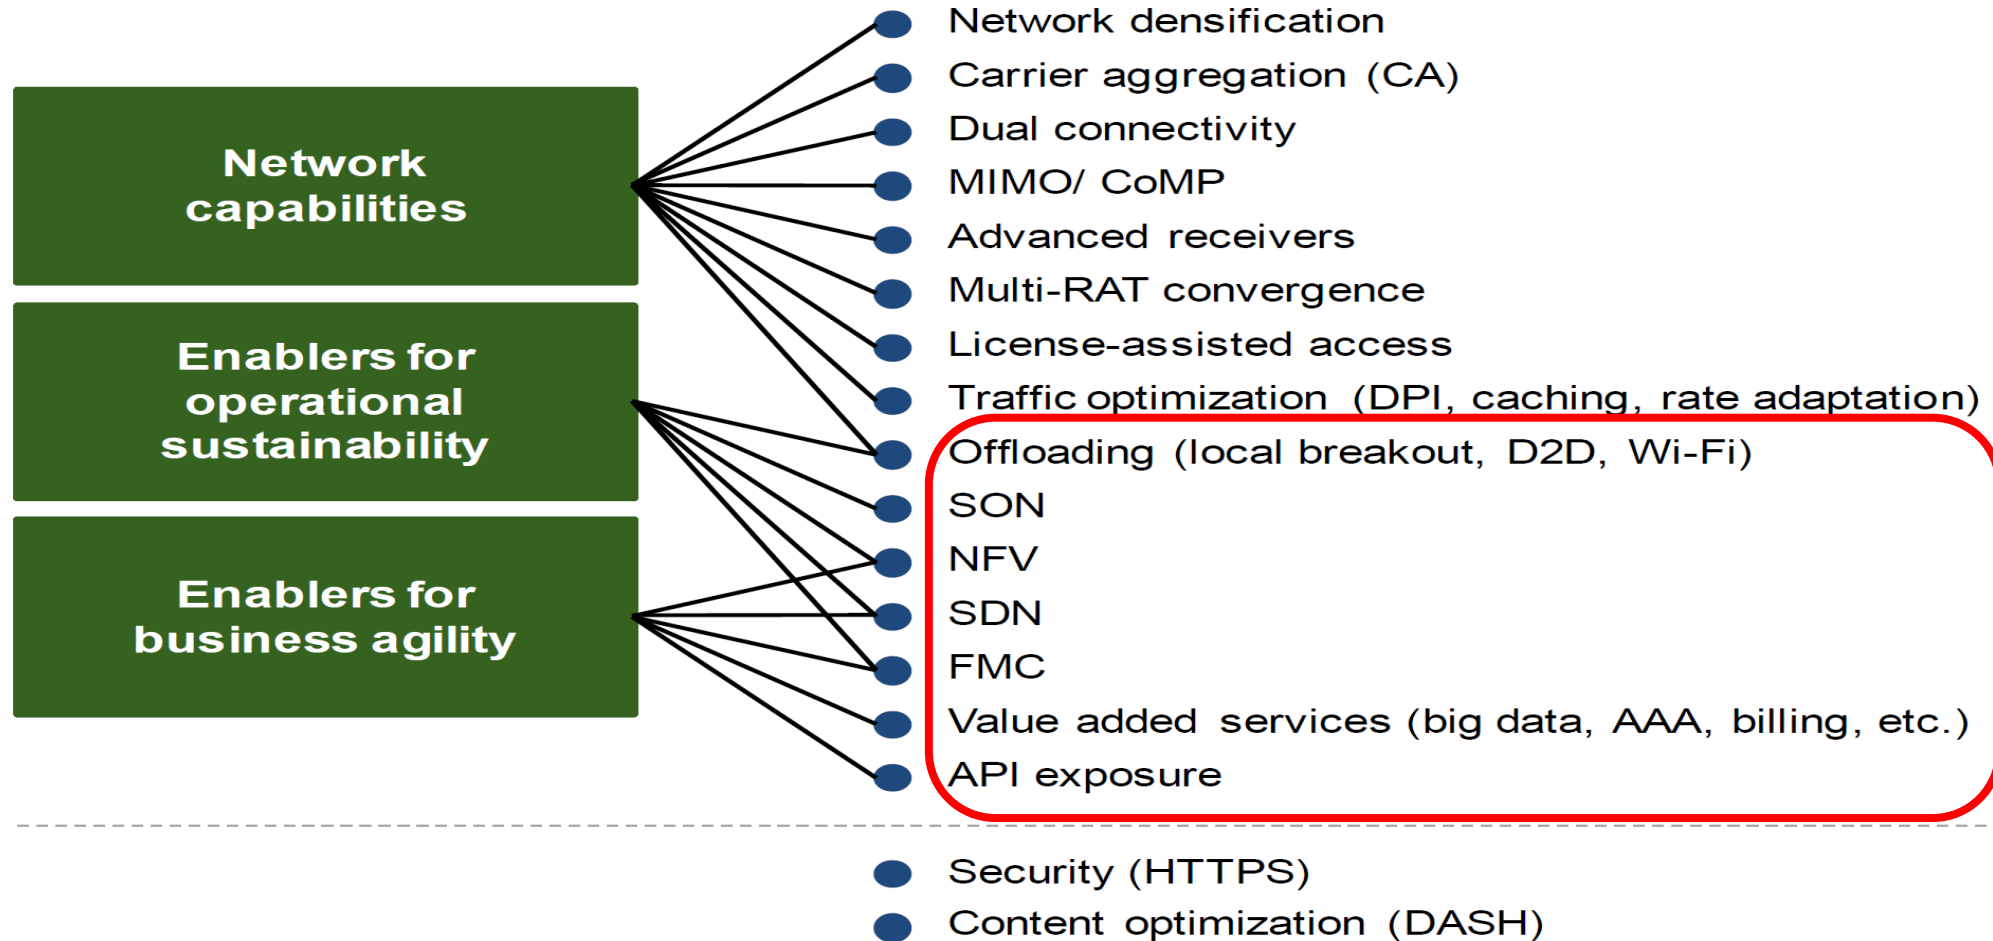 Network
capabilities
Enablers for
operational
sustainability
Enablers for
business agility
Network densification
Carrier aggregation (CA)
Dual connectivity
MIMO/ CoMP
Advanced receivers
Multi-RAT convergence
License-assisted access
Traffic optimization (DPI, caching, rate adaptation)
Offloading (local breakout, D2D, Wi-Fi)
SON
NFV
SDN
FMC
Value added services (big data, AAA, billing, etc.)
API exposure
Security (HTTPS)
Content optimization (DASH)